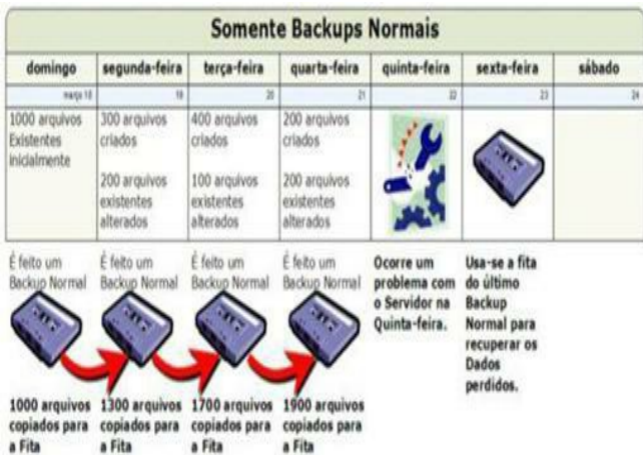 Somente Backups Normais
domingo segunda-feira terça-feira quarta-feira quinta-feira sexta-feira sábado
março 18 19 20 21 22 23 24
1000 arquivos
Existentes
inicialmente
300 arquivos
criados
200 arquivos
existentes
alterados
400 arquivos
criados
100 arquivos
existentes
alterados
200 arquivos
criados
200 arquivos
existentes
alterados
É feito um
Backup Normal
É feito um
Backup Normal
É feito um
Backup Normal
É feito um
Backup Normal
Ocorre um
problema com
o Servidor na
Quinta-feira.
Usa-se a fita
do último
Backup
Normal para
recuperar os
Dados
perdidos.
1000 arquivos
copiados para
a Fita
1300 arquivos
copiados para
a Fita
1700 arquivos
copiados para
a Fita
1900 arquivos
copiados para
a Fita